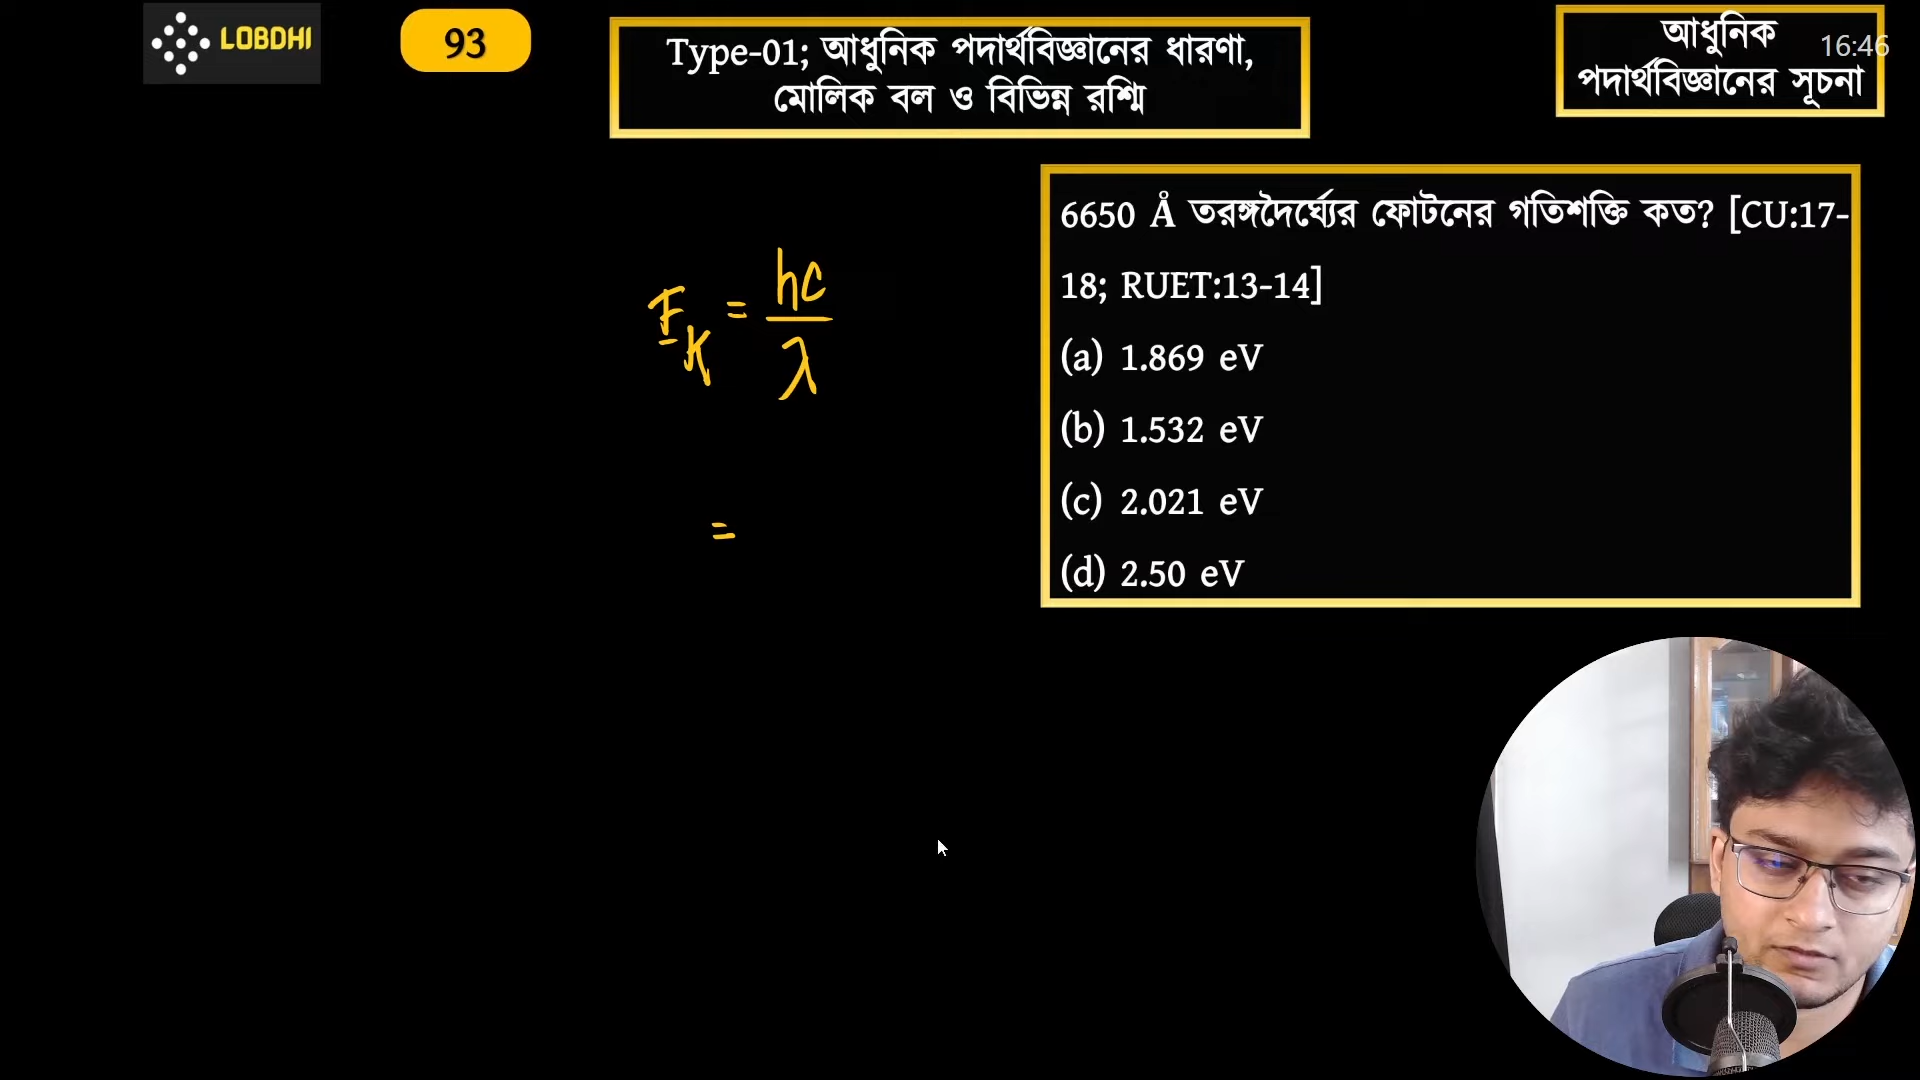 LOBDHI
93
Type-01; আধুনিক পদার্থবিজ্ঞানের ধারণা,
মোলিক বল ও বিভিন্ন রশ্মি
আধুনিক
পদার্থবিজ্ঞানের সূচনা
16:46
6650 Å তরঙ্গদৈর্ঘ্যের ফোটনের গতিশক্তি কত? [CU:17-
18; RUET:13-14]
(a) 1.869 eV
(b) 1.532 eV
(c) 2.021 eV
(d) 2.50 eV
E_K = hc/λ
=